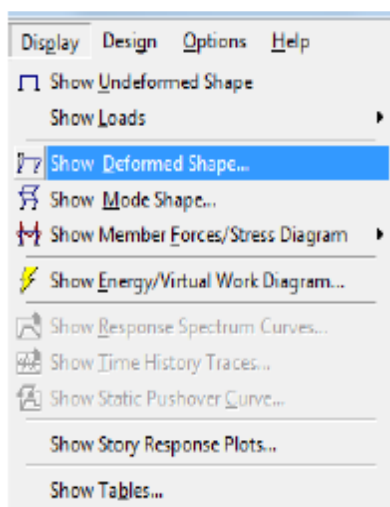 Display Design Options Help
Show Undeformed Shape
Show Loads
Show Deformed Shape...
Show Mode Shape...
Show Member Forces/Stress Diagram
Show Energy/Virtual Work Diagram...
Show Response Spectrum Curves...
Show Time History Traces...
Show Static Pushover Curve...
Show Story Response Plots...
Show Tables...